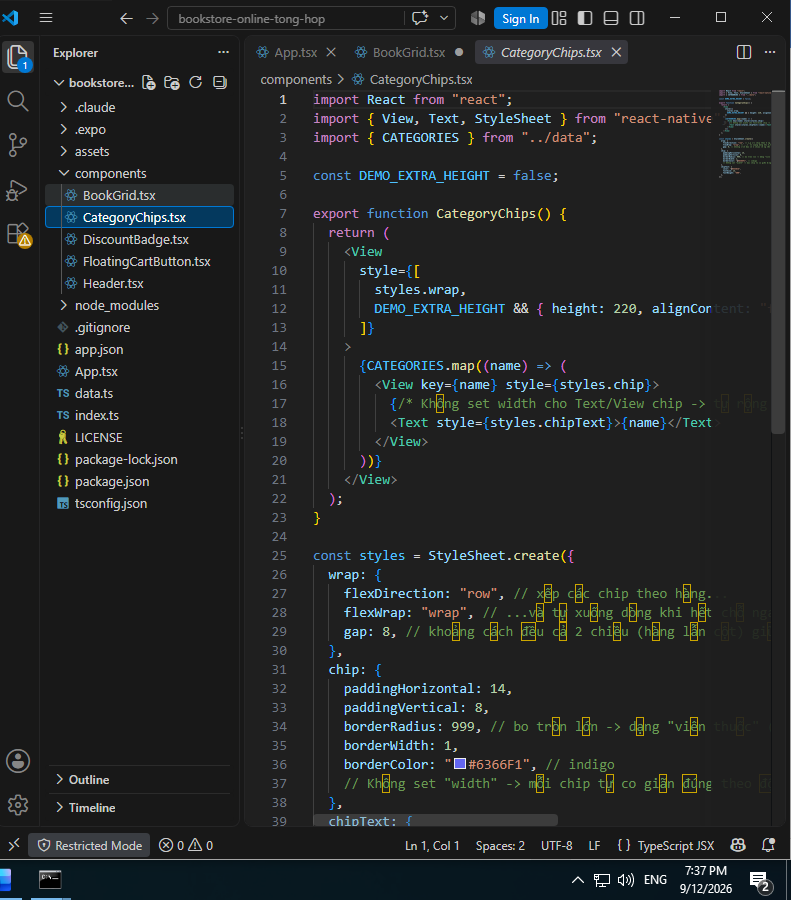 bookstore-online-tong-hop
Sign In
Explorer
App.tsx
BookGrid.tsx
CategoryChips.tsx
1
bookstore...
components
CategoryChips.tsx
.claude
.expo
assets
components
BookGrid.tsx
CategoryChips.tsx
DiscountBadge.tsx
FloatingCartButton.tsx
Header.tsx
node_modules
.gitignore
{} app.json
App.tsx
TS data.ts
TS index.ts
LICENSE
{} package-lock.json
{} package.json
TS tsconfig.json
Outline
Timeline
1 import React from "react";
2 import { View, Text, StyleSheet } from "react-native
3 import { CATEGORIES } from "../data";
4
5 const DEMO_EXTRA_HEIGHT = false;
6
7 export function CategoryChips() {
8 return (
9 <View
10 style={[
11 styles.wrap,
12 DEMO_EXTRA_HEIGHT && { height: 220, alignContent: "
13 ]}
14 >
15 {CATEGORIES.map((name) => (
16 <View key={name} style={styles.chip}>
17 {/* Không set width cho Text/View chip -> tự rộng
18 <Text style={styles.chipText}>{name}</Text>
19 </View>
20 ))}
21 </View>
22 );
23 }
24
25 const styles = StyleSheet.create({
26 wrap: {
27 flexDirection: "row", // xếp các chip theo hàng...
28 flexWrap: "wrap", // ...và tự xuống dòng khi hết chỗ
29 gap: 8, // khoảng cách đều cả 2 chiều (hàng lẫn cột)
30 },
31 chip: {
32 paddingHorizontal: 14,
33 paddingVertical: 8,
34 borderRadius: 999, // bo tròn lớn -> dạng "viên thuốc"
35 borderWidth: 1,
36 borderColor: "#6366F1", // indigo
37 // Không set "width" -> mỗi chip tự co giãn đúng theo
38 },
39 chipText: {
Restricted Mode
0
0
Ln 1, Col 1
Spaces: 2
UTF-8
LF
{ } TypeScript JSX
ENG
7:37 PM
9/12/2026
2